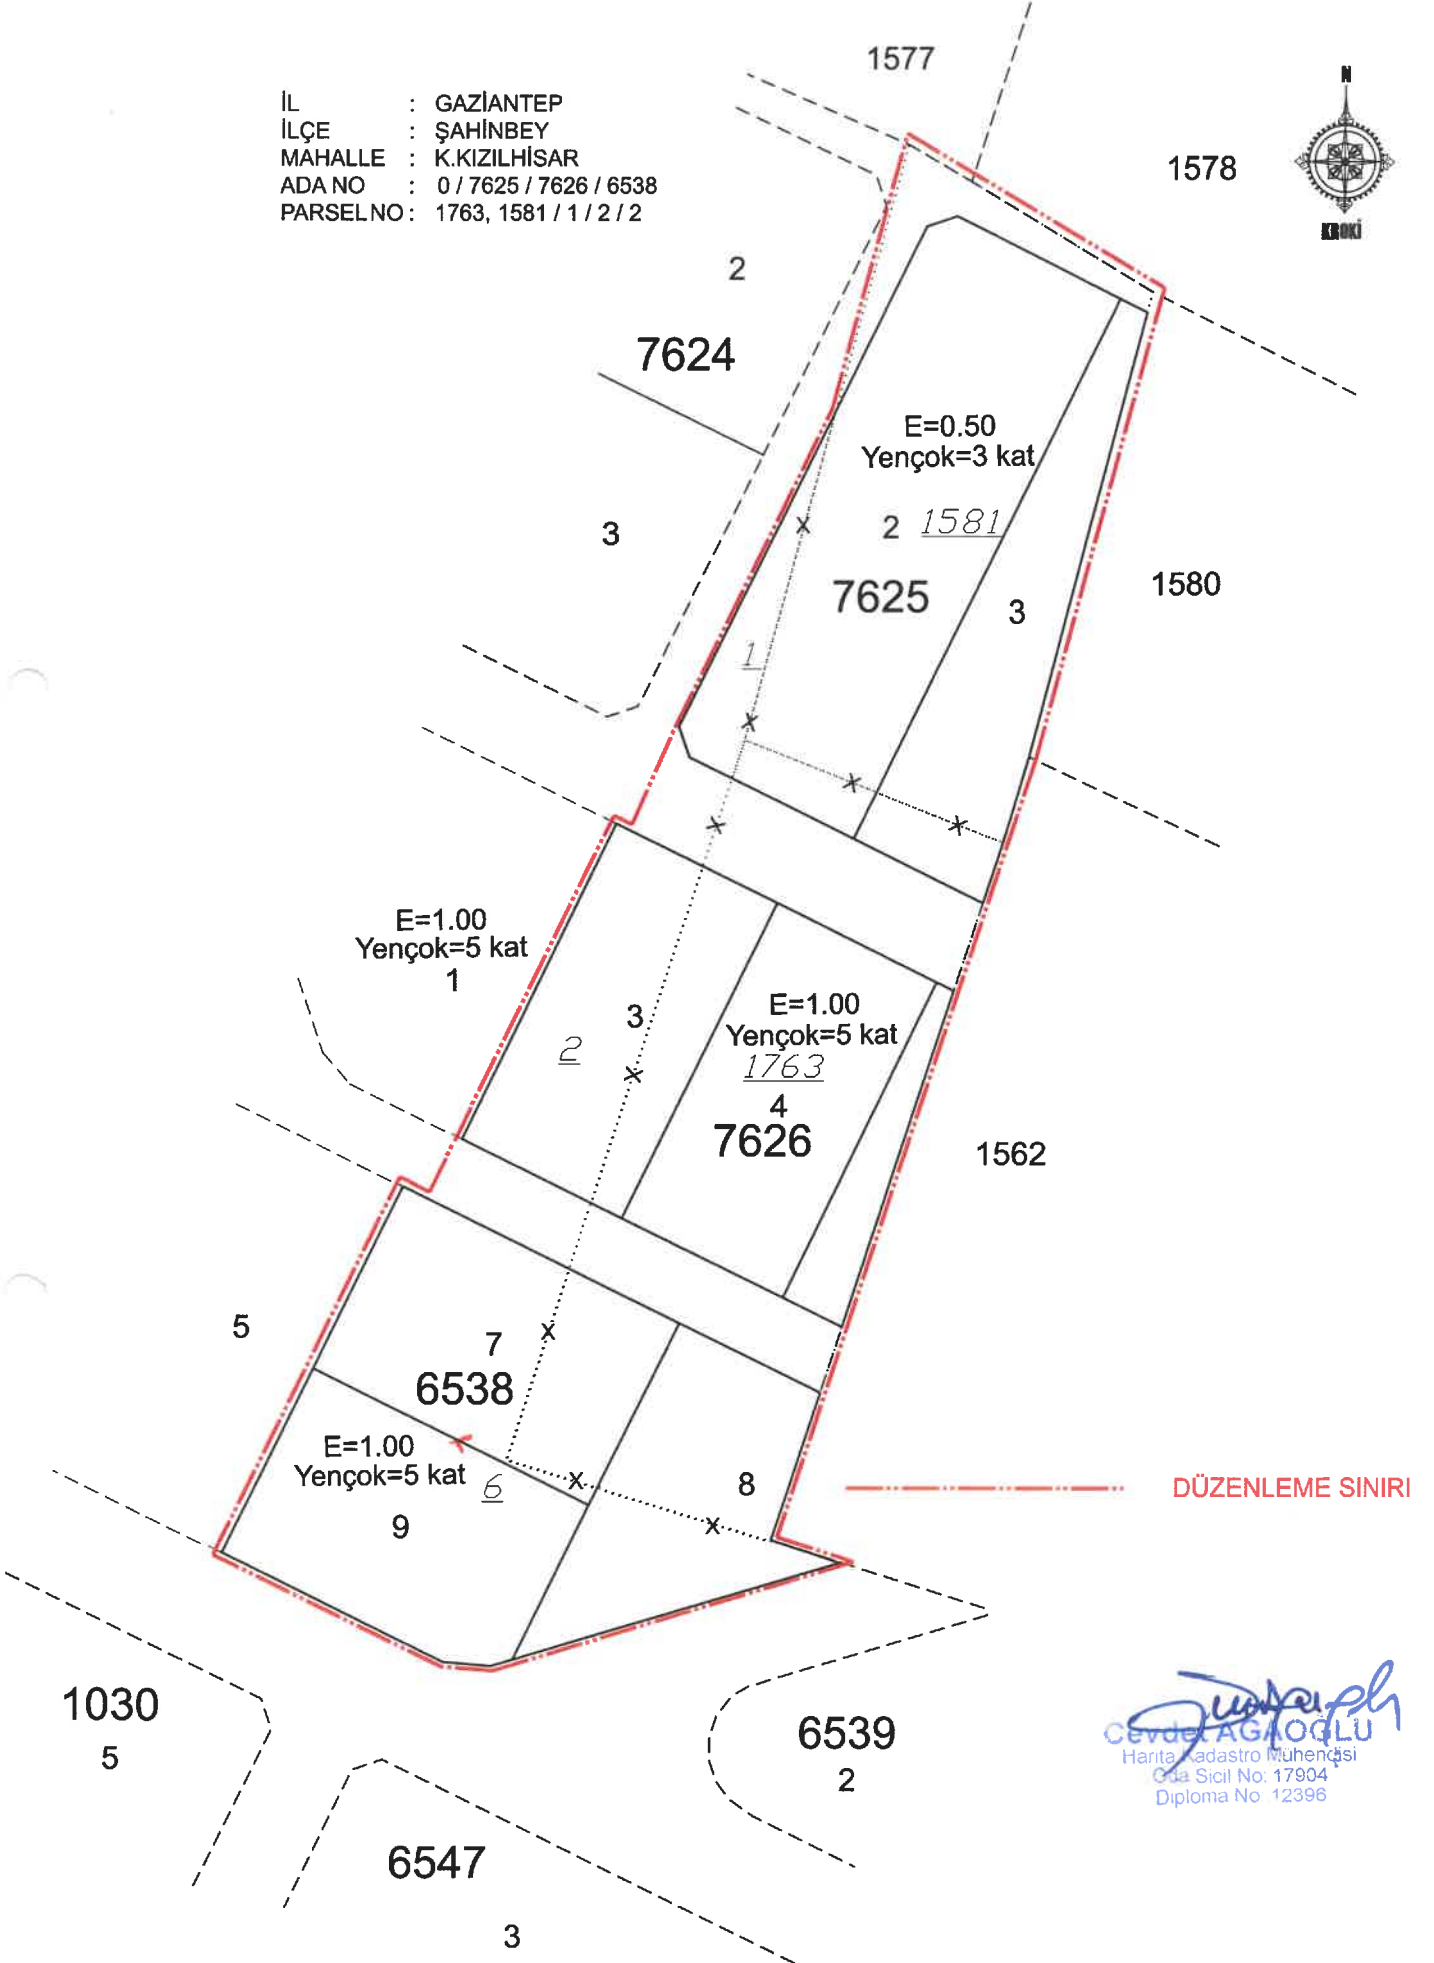 1577
N
KROKİ
1578
İL : GAZİANTEP
İLÇE : ŞAHİNBEY
MAHALLE : K.KIZILHİSAR
ADA NO : 0 / 7625 / 7626 / 6538
PARSEL NO : 1763, 1581 / 1 / 2 / 2
2
7624
E=0.50
Yençok=3 kat
3
2 1581
7625
1580
3
1
E=1.00
Yençok=5 kat
1
3
2
E=1.00
Yençok=5 kat
1763
4
7626
1562
5
7
6538
E=1.00
Yençok=5 kat
6
9
8
DÜZENLEME SINIRI
1030
5
6539
2
Cevdet AĞAOĞLU
Harita Kadastro Mühendisi
Oda Sicil No: 17904
Diploma No: 12396
6547
3